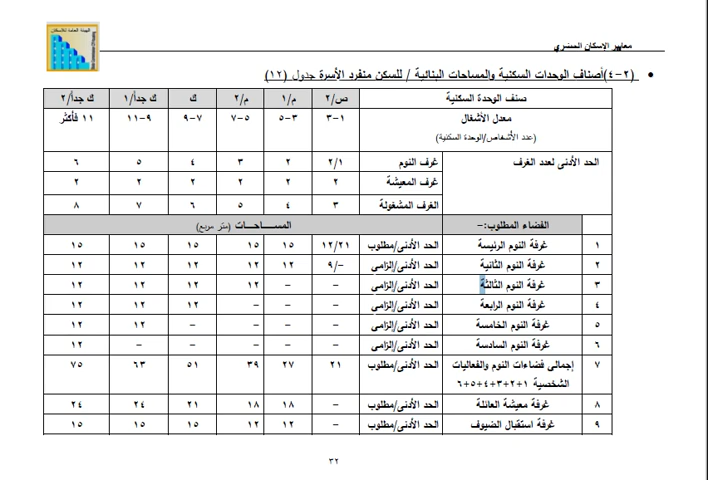 الهيئة العامة للاسكان
معايير الاسكان الحضري
• (٢-٤)أصناف الوحدات السكنية والمساحات البنائية / للسكن منفرد الأسرة جدول (١٢)
صنف الوحدة السكنية ص/٢ م/١ م/٢ ك ك جداً/١ ك جداً/٢
معدل الأشغال ١-٣ ٣-٥ ٥-٧ ٧-٩ ٩-١١ ١١ فأكثر
(عدد الأشخاص/الوحدة السكنية)
الحد الأدنى لعدد الغرف غرف النوم ٢/١ ٢ ٣ ٤ ٥ ٦
غرف المعيشة ٢ ٢ ٢ ٢ ٢ ٢
الغرف المشغولة ٣ ٤ ٥ ٦ ٧ ٨
الفضاء المطلوب:- المســـاحـــات (متر مربع)
١ غرفة النوم الرئيسة الحد الأدنى/مطلوب ١٢/٢١ ١٥ ١٥ ١٥ ١٥ ١٥
٢ غرفة النوم الثانية الحد الأدنى/إلزامي -/٩ ١٢ ١٢ ١٢ ١٢ ١٢
٣ غرفة النوم الثالثة الحد الأدنى/إلزامي - - ١٢ ١٢ ١٢ ١٢
٤ غرفة النوم الرابعة الحد الأدنى/إلزامي - - - ١٢ ١٢ ١٢
٥ غرفة النوم الخامسة الحد الأدنى/إلزامي - - - - ١٢ ١٢
٦ غرفة النوم السادسة الحد الأدنى/إلزامي - - - - - ١٢
٧ إجمالي فضاءات النوم والفعاليات الحد الأدنى/مطلوب ٢١ ٢٧ ٣٩ ٥١ ٦٣ ٧٥
الشخصية ١+٢+٣+٤+٥+٦
٨ غرفة معيشة العائلة الحد الأدنى/مطلوب - ١٨ ١٨ ٢١ ٢٤ ٢٤
٩ غرفة استقبال الضيوف الحد الأدنى/مطلوب - ١٢ ١٢ ١٥ ١٥ ١٥
٣٢